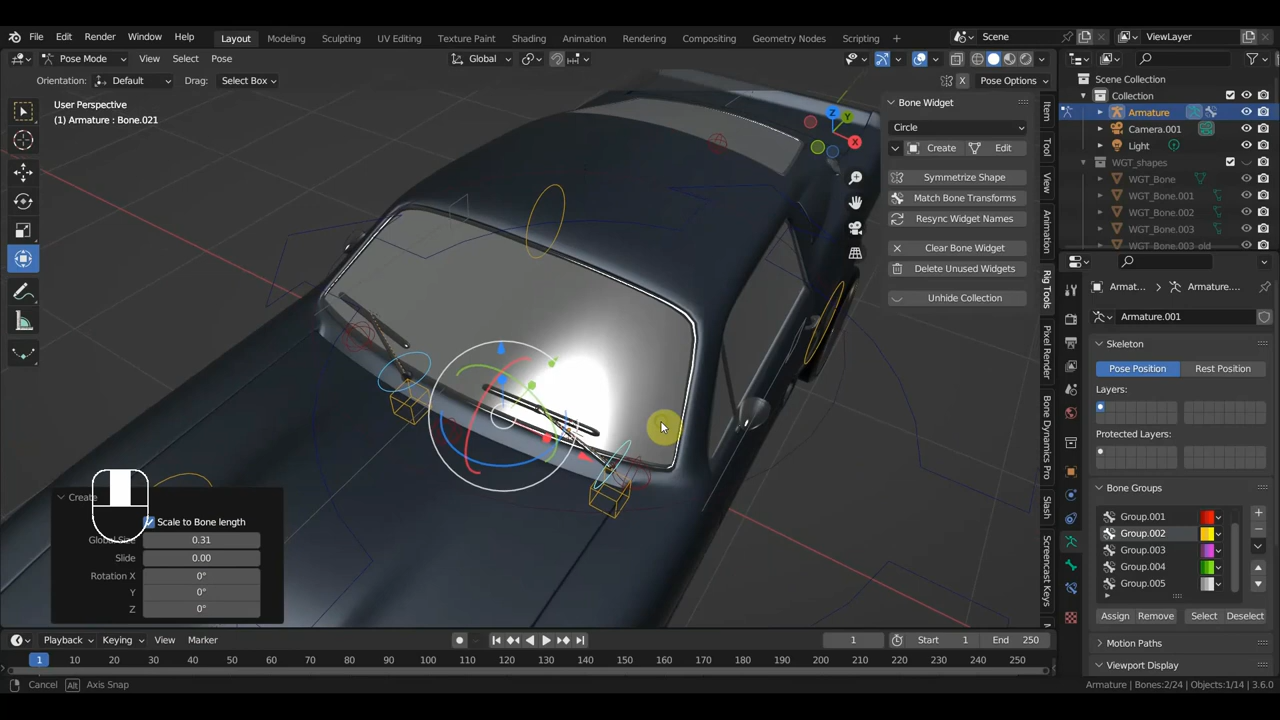 File Edit Render Window Help Layout Modeling Sculpting UV Editing Texture Paint Shading Animation Rendering Compositing Geometry Nodes Scripting + Scene ViewLayer
Pose Mode View Select Pose Global Pose Options
Orientation: Default Drag: Select Box X
User Perspective
(1) Armature : Bone.021
Z
Y
X
Bone Widget
Circle
Create Edit
Symmetrize Shape
Match Bone Transforms
Resync Widget Names
Clear Bone Widget
Delete Unused Widgets
Unhide Collection
Item
Tool
View
Animation
Rig Tools
Pixel Render
Bone Dynamics Pro
Slash
Screencast Keys
Scene Collection
Collection
Armature
Camera.001
Light
WGT_shapes
WGT_Bone
WGT_Bone.001
WGT_Bone.002
WGT_Bone.003
WGT_Bone.003_old
Armat... Armature....
Armature.001
Skeleton
Pose Position Rest Position
Layers:
Protected Layers:
Bone Groups
Group.001
Group.002
Group.003
Group.004
Group.005
Assign Remove Select Deselect
Motion Paths
Viewport Display
Create
Scale to Bone length
Global Size 0.31
Slide 0.00
Rotation X 0°
Y 0°
Z 0°
Playback Keying View Marker 1 Start 1 End 250
1 10 20 30 40 50 60 70 80 90 100 110 120 130 140 150 160 170 180 190 200 210 220 230 240 250
Cancel Alt Axis Snap Armature | Bones:2/24 | Objects:1/14 | 3.6.0